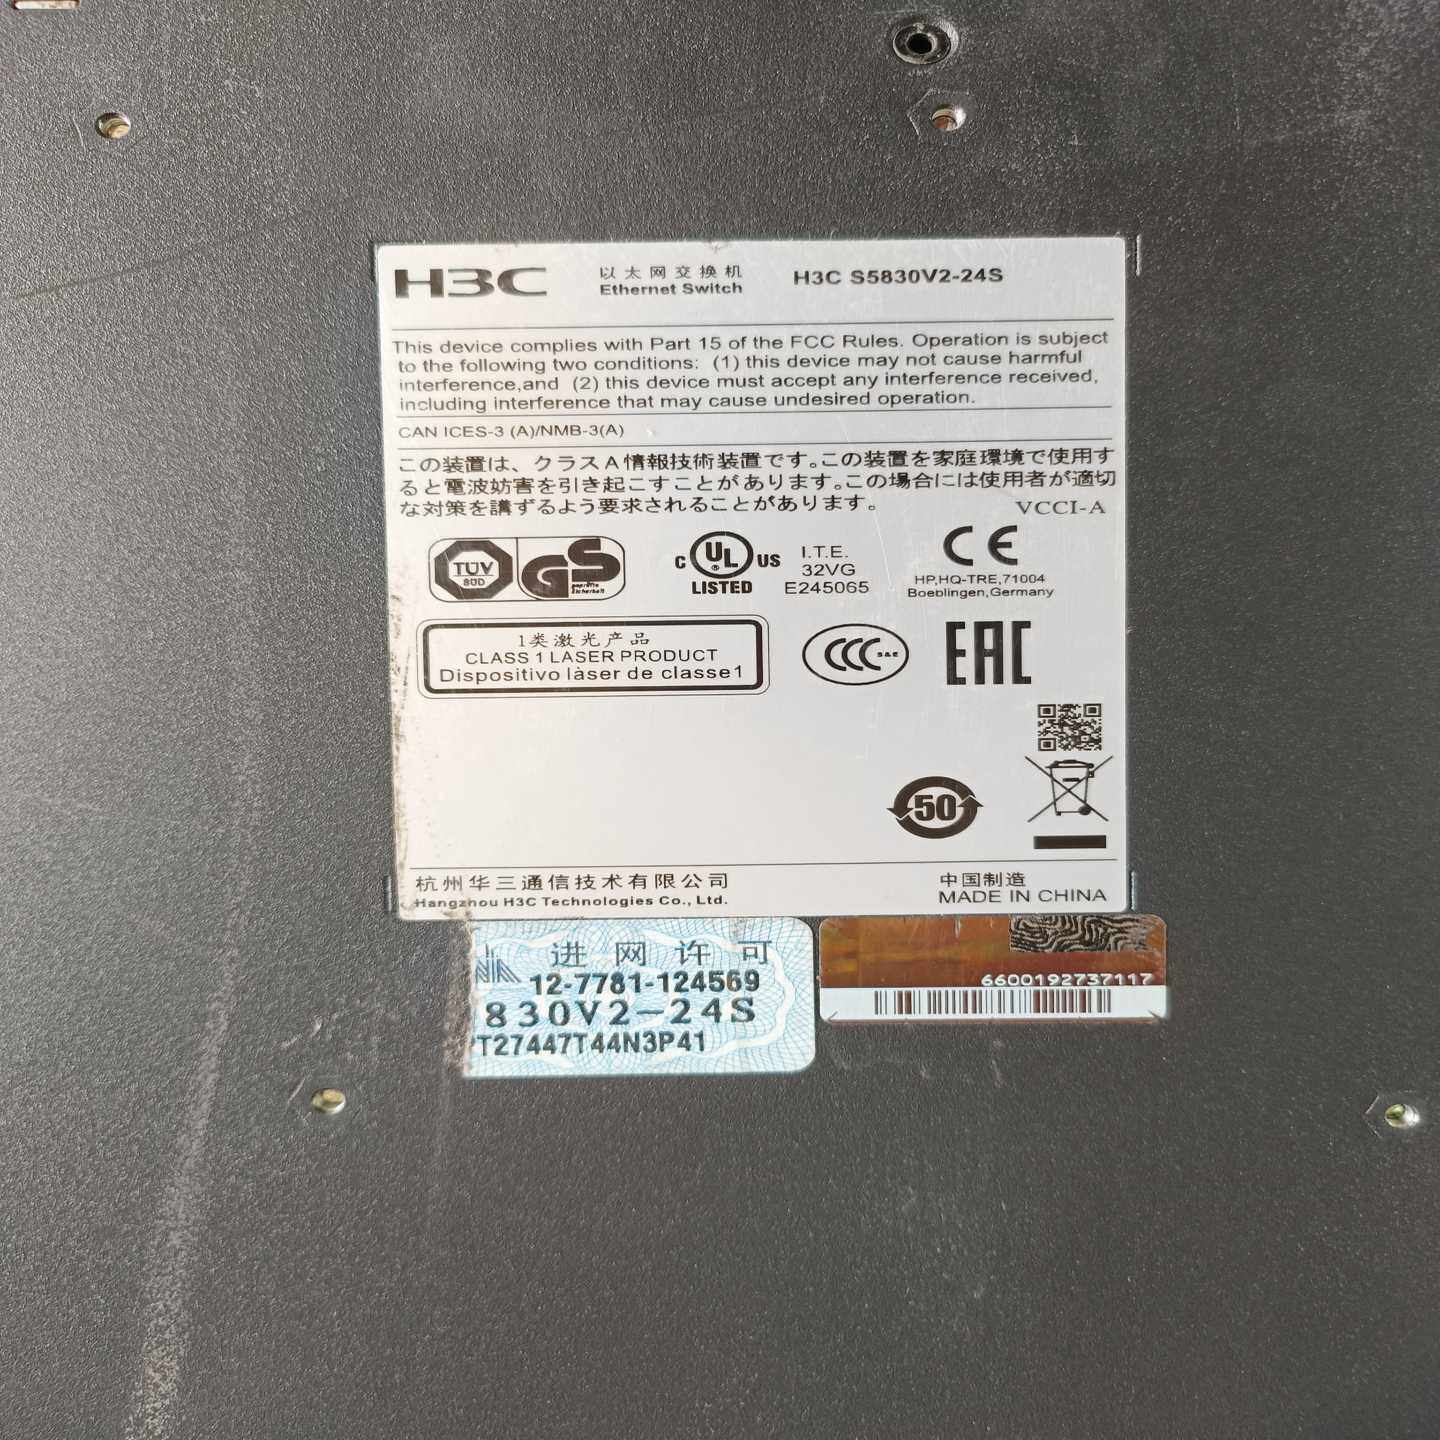 H3C
以太网交换机
Ethernet Switch
H3C S5830V2-24S
This device complies with Part 15 of the FCC Rules. Operation is subject
to the following two conditions: (1) this device may not cause harmful
interference,and (2) this device must accept any interference received,
including interference that may cause undesired operation.
CAN ICES-3 (A)/NMB-3(A)
この装置は、クラスA情報技術装置です。この装置を家庭環境で使用す
ると電波妨害を引き起こすことがあります。この場合には使用者が適切
な対策を講ずるよう要求されることがあります。
VCCI-A
TÜV
SÜD
GS
geprüfte
Sicherheit
C UL US
LISTED
I.T.E.
32VG
E245065
CE
HP,HQ-TRE,71004
Boeblingen,Germany
1类激光产品
CLASS 1 LASER PRODUCT
Dispositivo làser de classe1
CCC S&E
EAC
50
杭州华三通信技术有限公司
Hangzhou H3C Technologies Co., Ltd.
中国制造
MADE IN CHINA
进网许可
12-7781-124569
830V2-24S
T27447T44N3P41
6600192737117